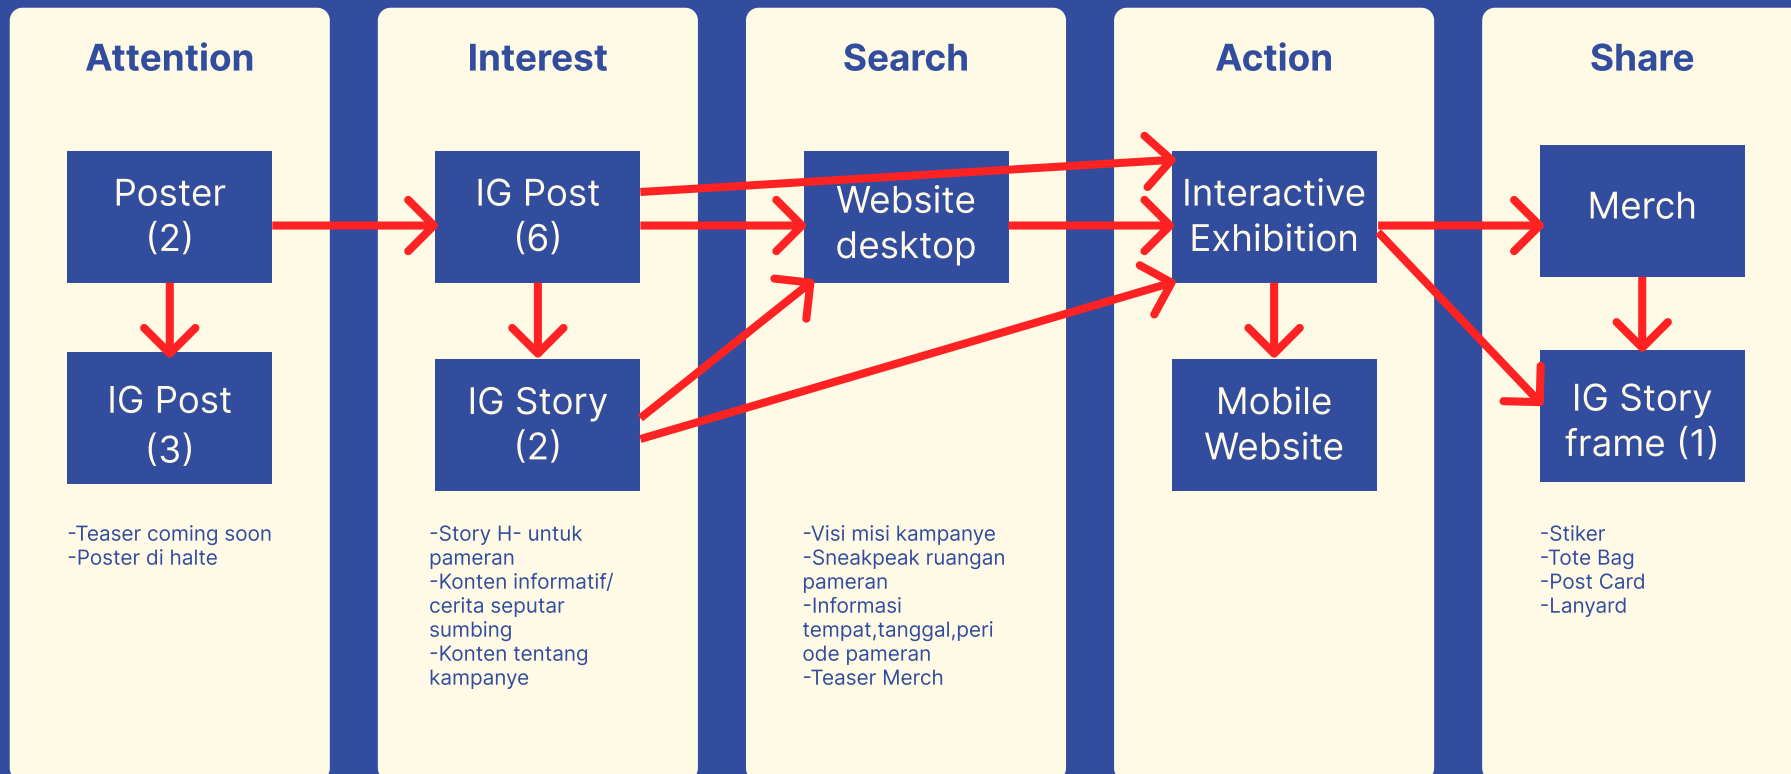 Attention
Poster
(2)
IG Post
(3)
-Teaser coming soon
-Poster di halte
Interest
IG Post
(6)
IG Story
(2)
-Story H- untuk
pameran
-Konten informatif/
cerita seputar
sumbing
-Konten tentang
kampanye
Search
Website
desktop
-Visi misi kampanye
-Sneakpeak ruangan
pameran
-Informasi
tempat,tanggal,peri
ode pameran
-Teaser Merch
Action
Interactive
Exhibition
Mobile
Website
Share
Merch
IG Story
frame (1)
-Stiker
-Tote Bag
-Post Card
-Lanyard